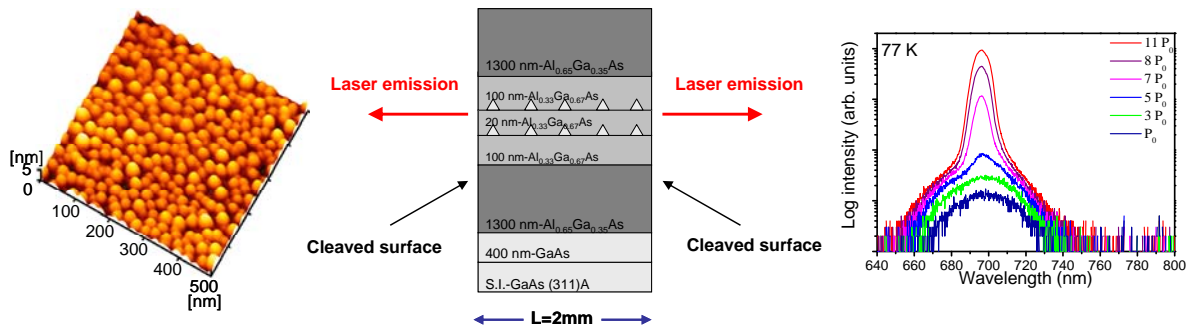 [nm]
5
0
100
200
300
400
500
[nm]
Laser emission
Laser emission
1300 nm-Al0.65Ga0.35As
100 nm-Al0.33Ga0.67As
20 nm-Al0.33Ga0.67As
100 nm-Al0.33Ga0.67As
1300 nm-Al0.65Ga0.35As
400 nm-GaAs
S.I.-GaAs (311)A
Cleaved surface
Cleaved surface
L=2mm
77 K
11 P0
8 P0
7 P0
5 P0
3 P0
P0
Log intensity (arb. units)
640 660 680 700 720 740 760 780 800
Wavelength (nm)